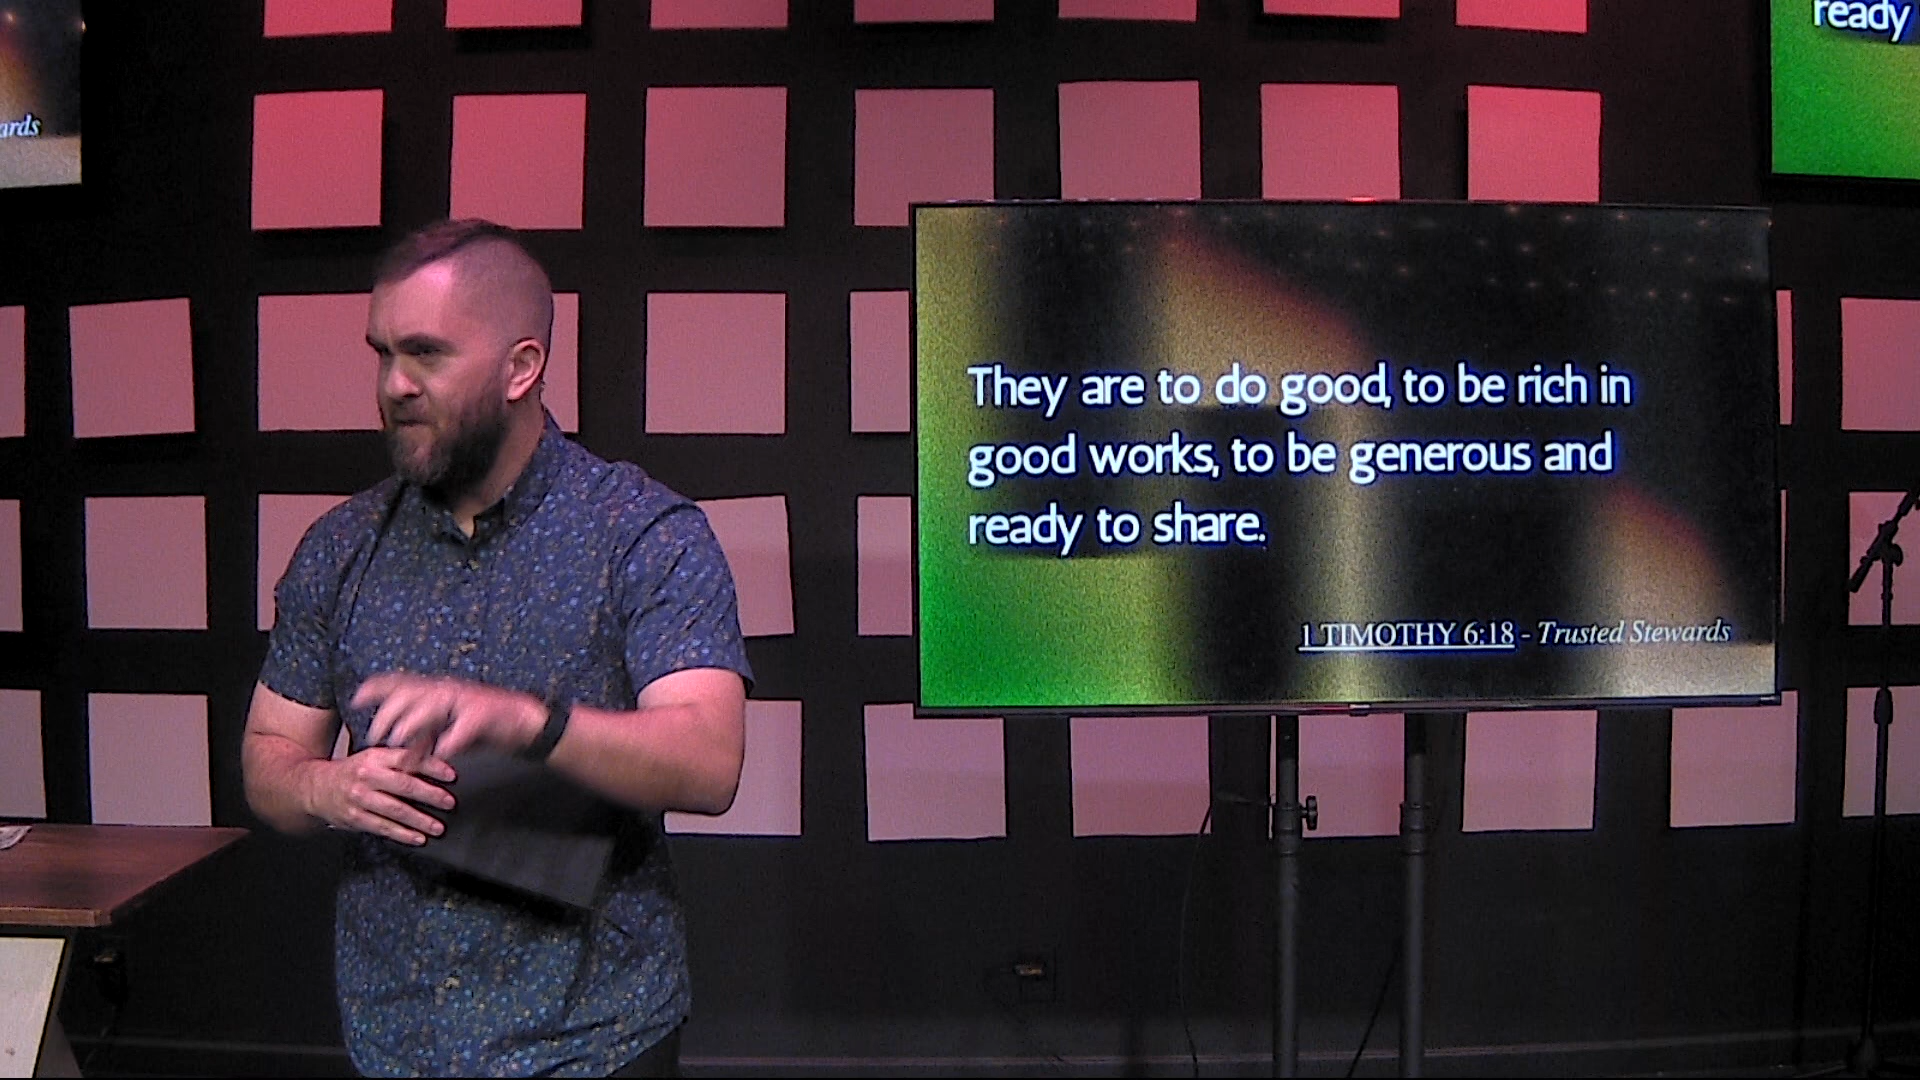 ards
ready
They are to do good, to be rich in
good works, to be generous and
ready to share.
1 TIMOTHY 6:18 - Trusted Stewards